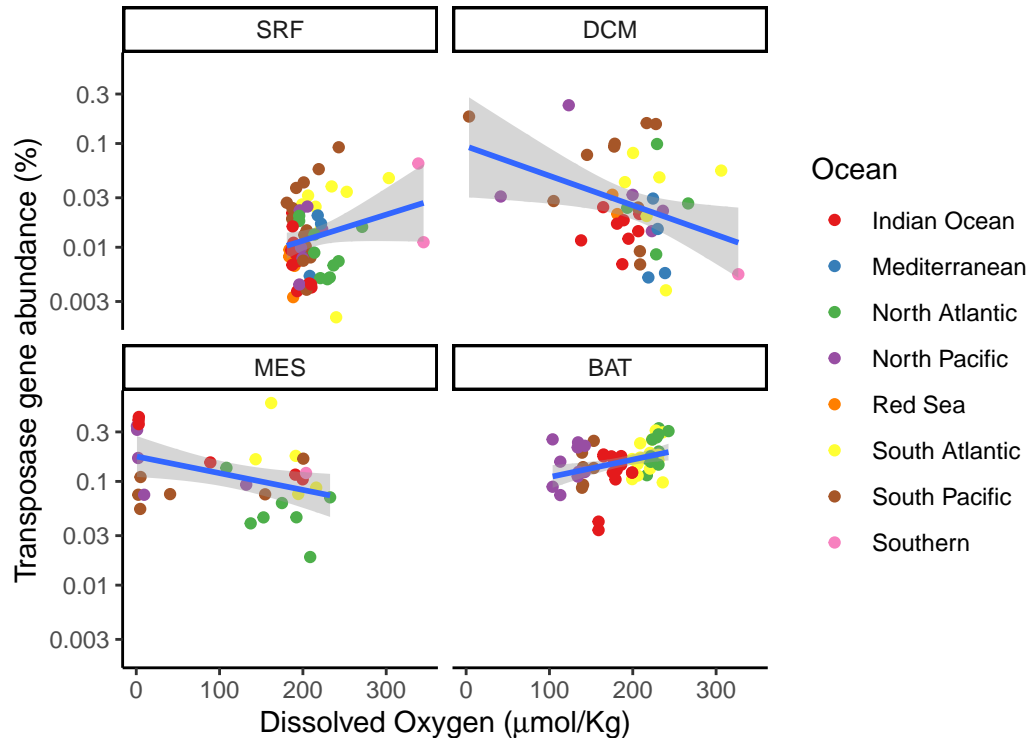 SRF
DCM
0.3
0.1
0.03
0.01
0.003
MES
BAT
0.3
0.1
0.03
0.01
0.003
0
100
200
300
0
100
200
300
Dissolved Oxygen (μmol/Kg)
Transposase gene abundance (%)
Ocean
Indian Ocean
Mediterranean
North Atlantic
North Pacific
Red Sea
South Atlantic
South Pacific
Southern